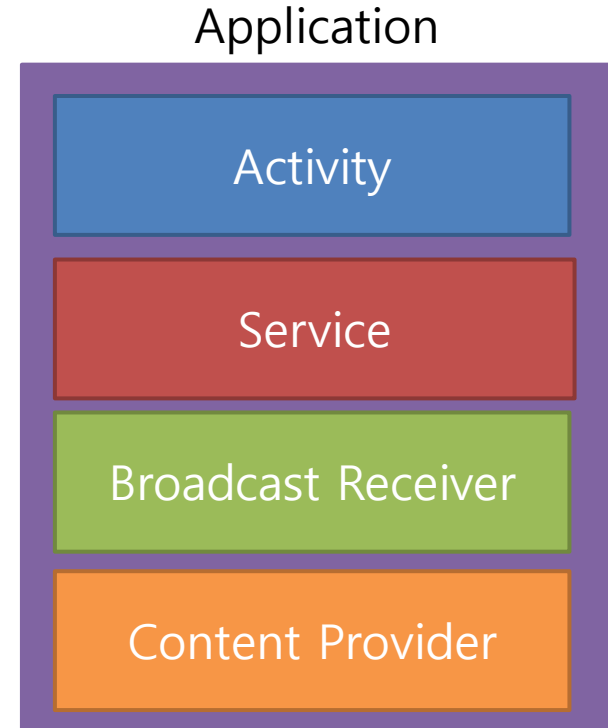 Application
Activity
Service
Broadcast Receiver
Content Provider